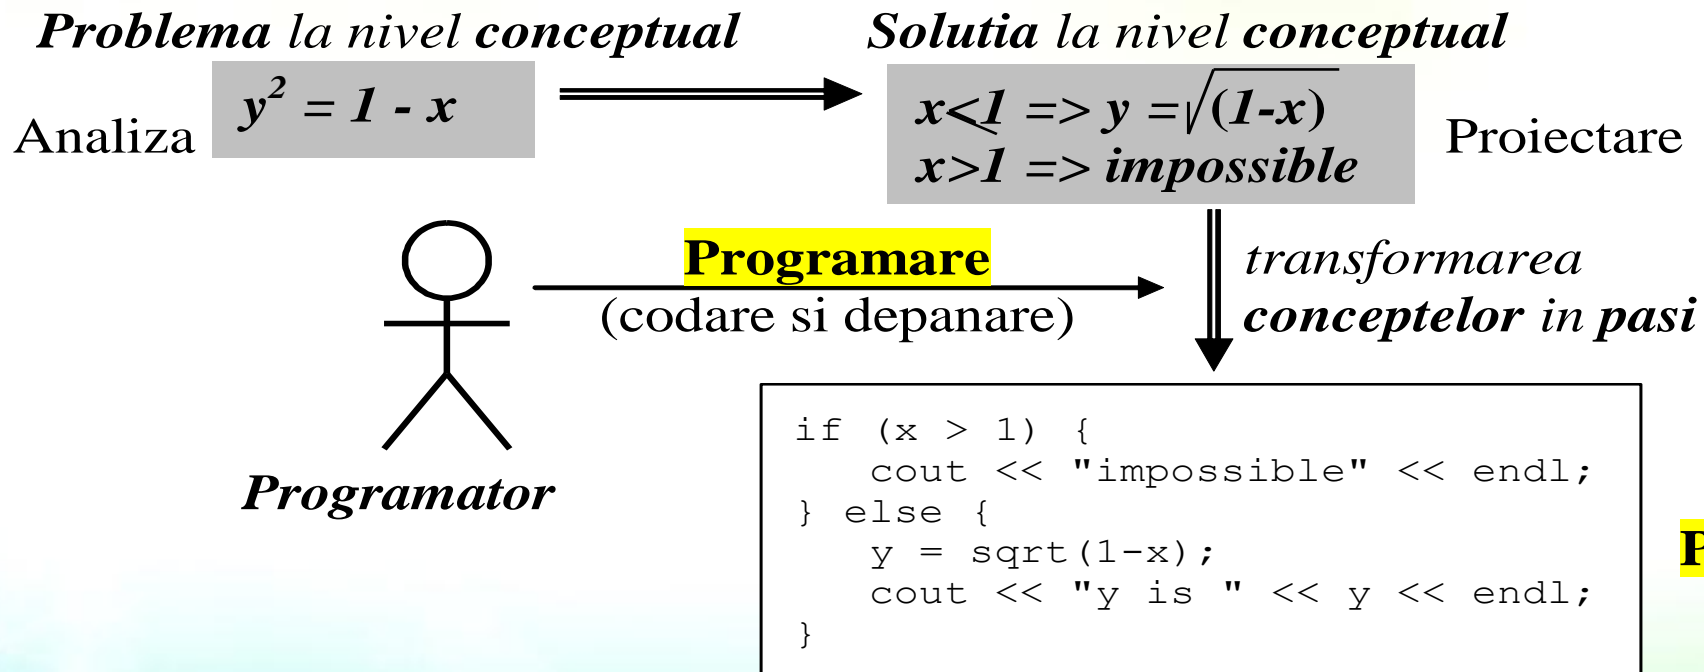 Problema la nivel conceptual
Solutia la nivel conceptual
Analiza
y² = 1 - x
x≤1 => y =√(1-x)
x>1 => impossible
Proiectare
Programare
(codare si depanare)
transformarea
conceptelor in pasi
Programator
if (x > 1) {
   cout << "impossible" << endl;
} else {
   y = sqrt(1-x);
   cout << "y is " << y << endl;
}